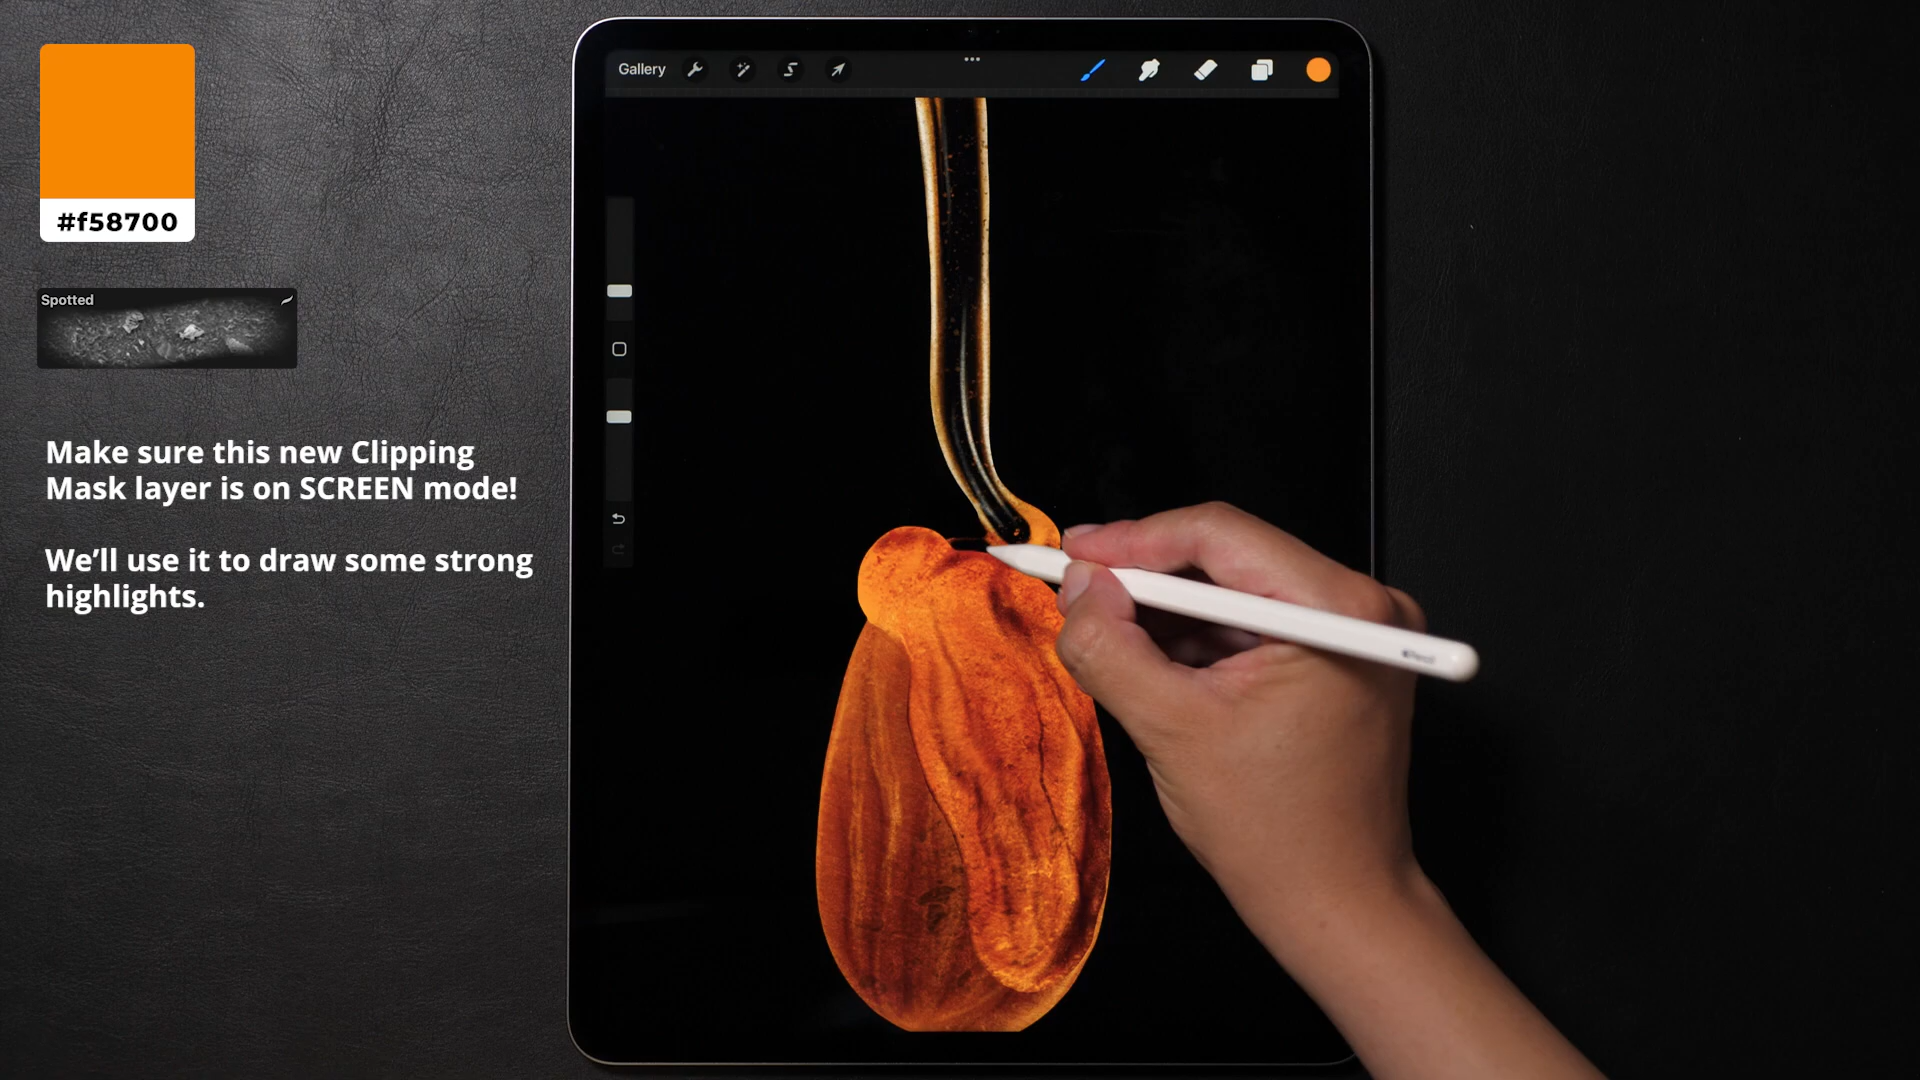 Gallery
#f58700
Spotted
Make sure this new Clipping
Mask layer is on SCREEN mode!
We’ll use it to draw some strong
highlights.